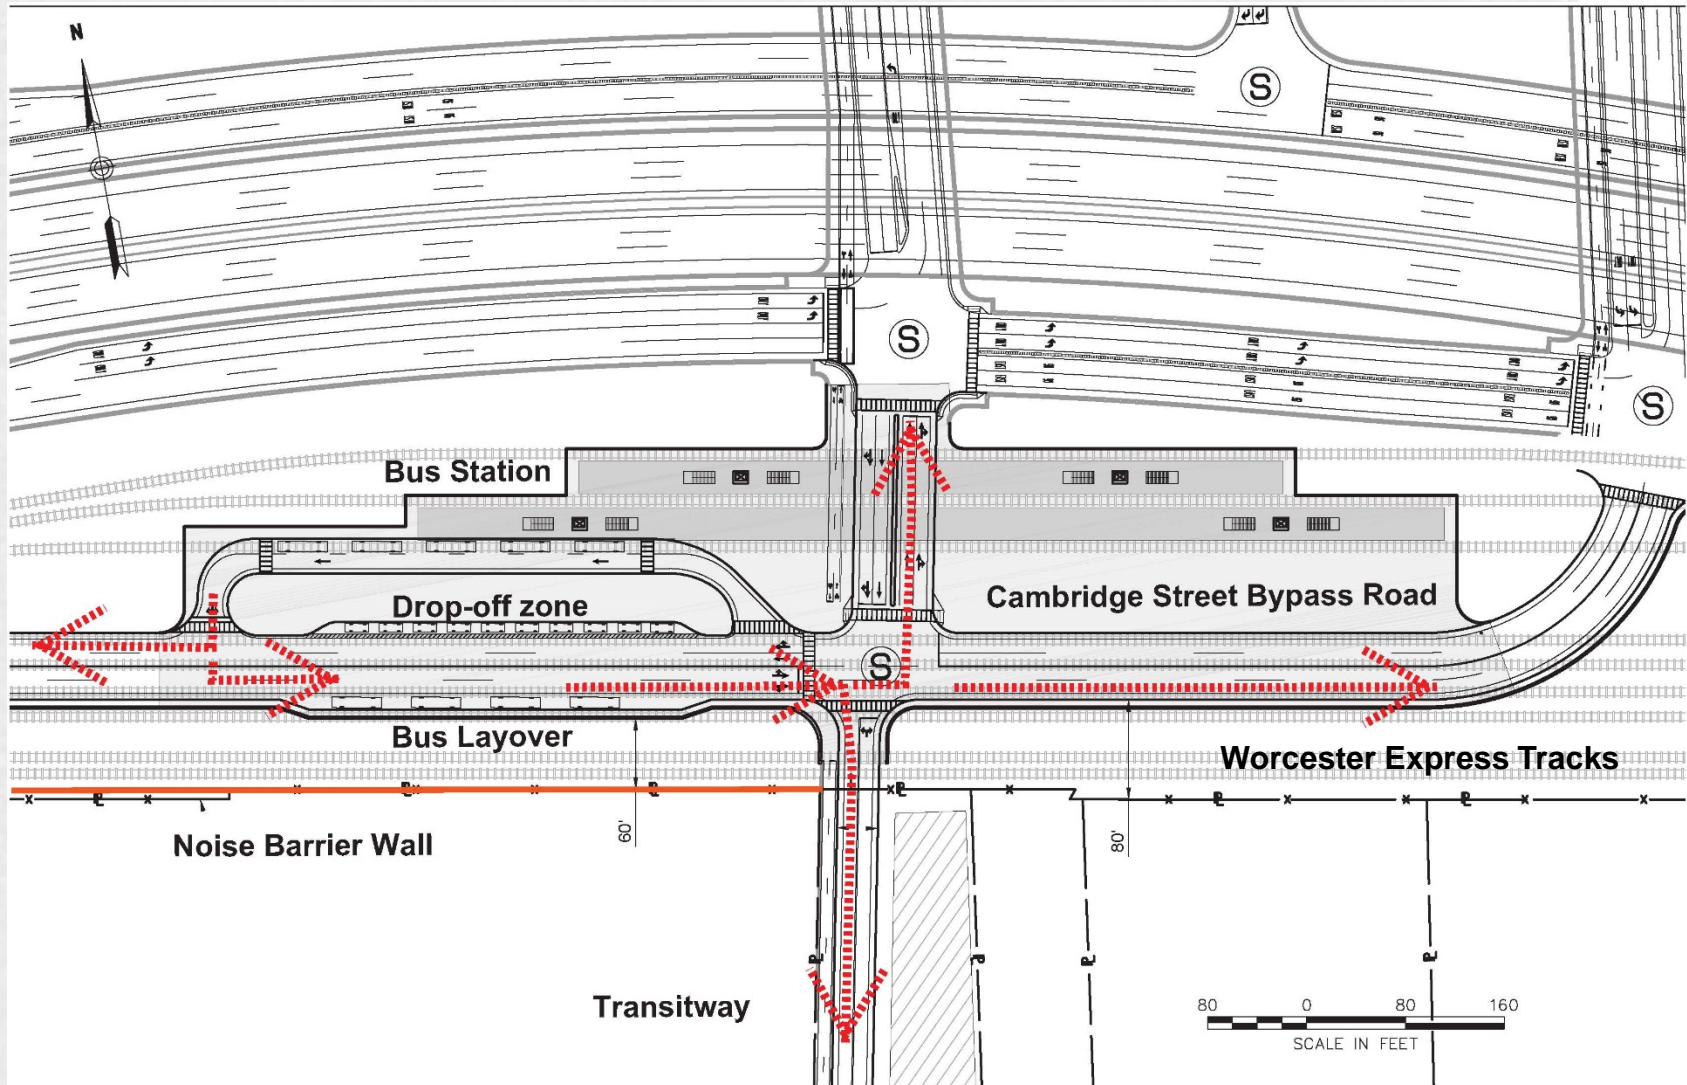 N
S
S
S
Bus Station
Drop-off zone
Cambridge Street Bypass Road
S
Bus Layover
Worcester Express Tracks
Noise Barrier Wall
60'
80'
Transitway
80 0 80 160
SCALE IN FEET